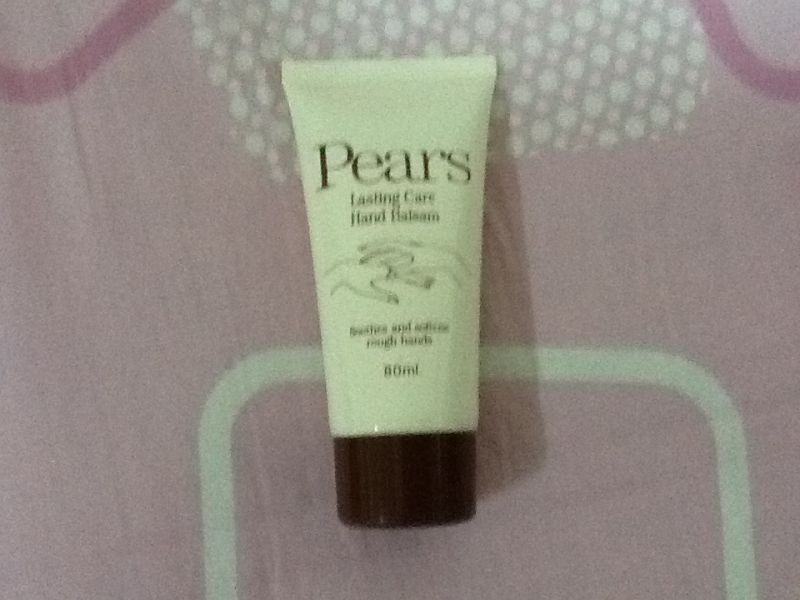 Pears
Lasting Care
Hand Balsam
Soothes and softens
rough hands
80ml